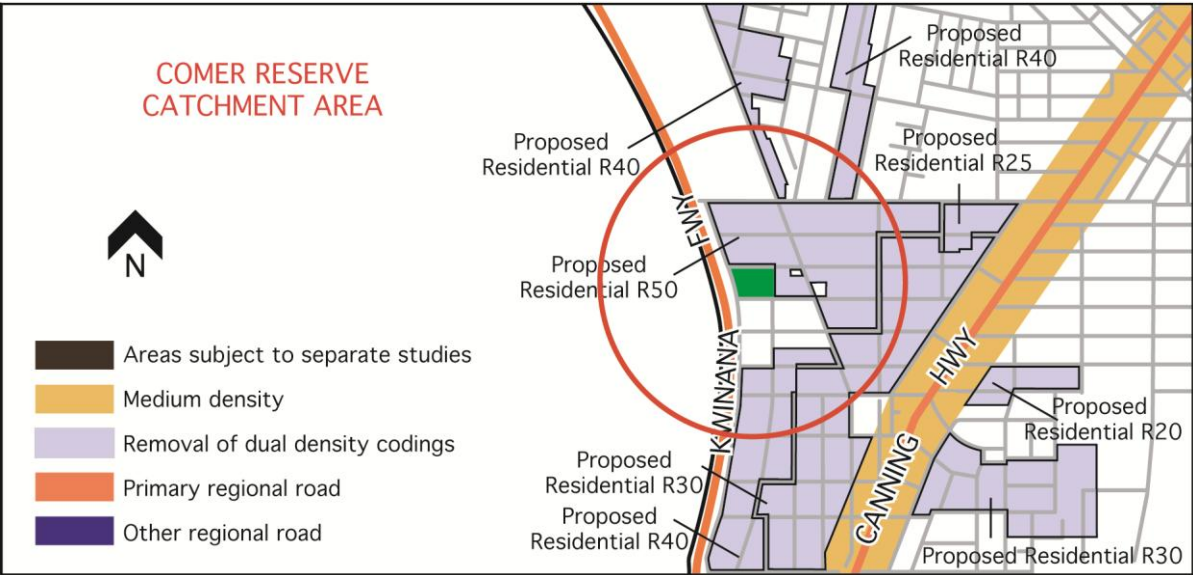 COMER RESERVE
CATCHMENT AREA
N
Areas subject to separate studies
Medium density
Removal of dual density codings
Primary regional road
Other regional road
Proposed
Residential R40
Proposed
Residential R40
Proposed
Residential R25
Proposed
Residential R50
KWINANA FWY
CANNING HWY
Proposed
Residential R20
Proposed
Residential R30
Proposed
Residential R40
Proposed Residential R30